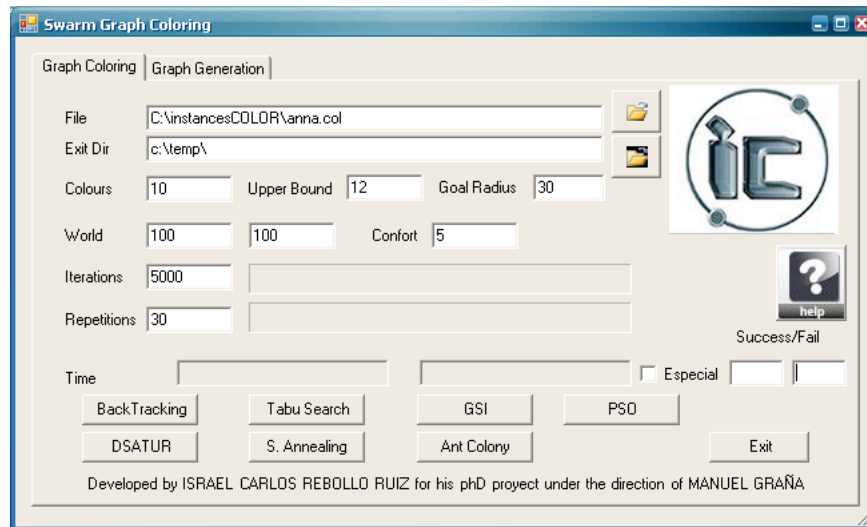 Swarm Graph Coloring
Graph Coloring Graph Generation
File C:\instancesCOLOR\anna.col
Exit Dir c:\temp\
Colours 10 Upper Bound 12 Goal Radius 30
World 100 100 Confort 5
Iterations 5000
Repetitions 30
ic
help
Success/Fail
Time Especial
BackTracking Tabu Search GSI PSO
DSATUR S. Annealing Ant Colony Exit
Developed by ISRAEL CARLOS REBOLLO RUIZ for his phD proyect under the direction of MANUEL GRAÑA